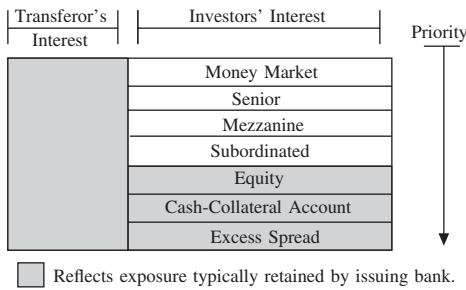 Transferor's
Interest
Investors' Interest
Priority
Money Market
Senior
Mezzanine
Subordinated
Equity
Cash-Collateral Account
Excess Spread
Reflects exposure typically retained by issuing bank.